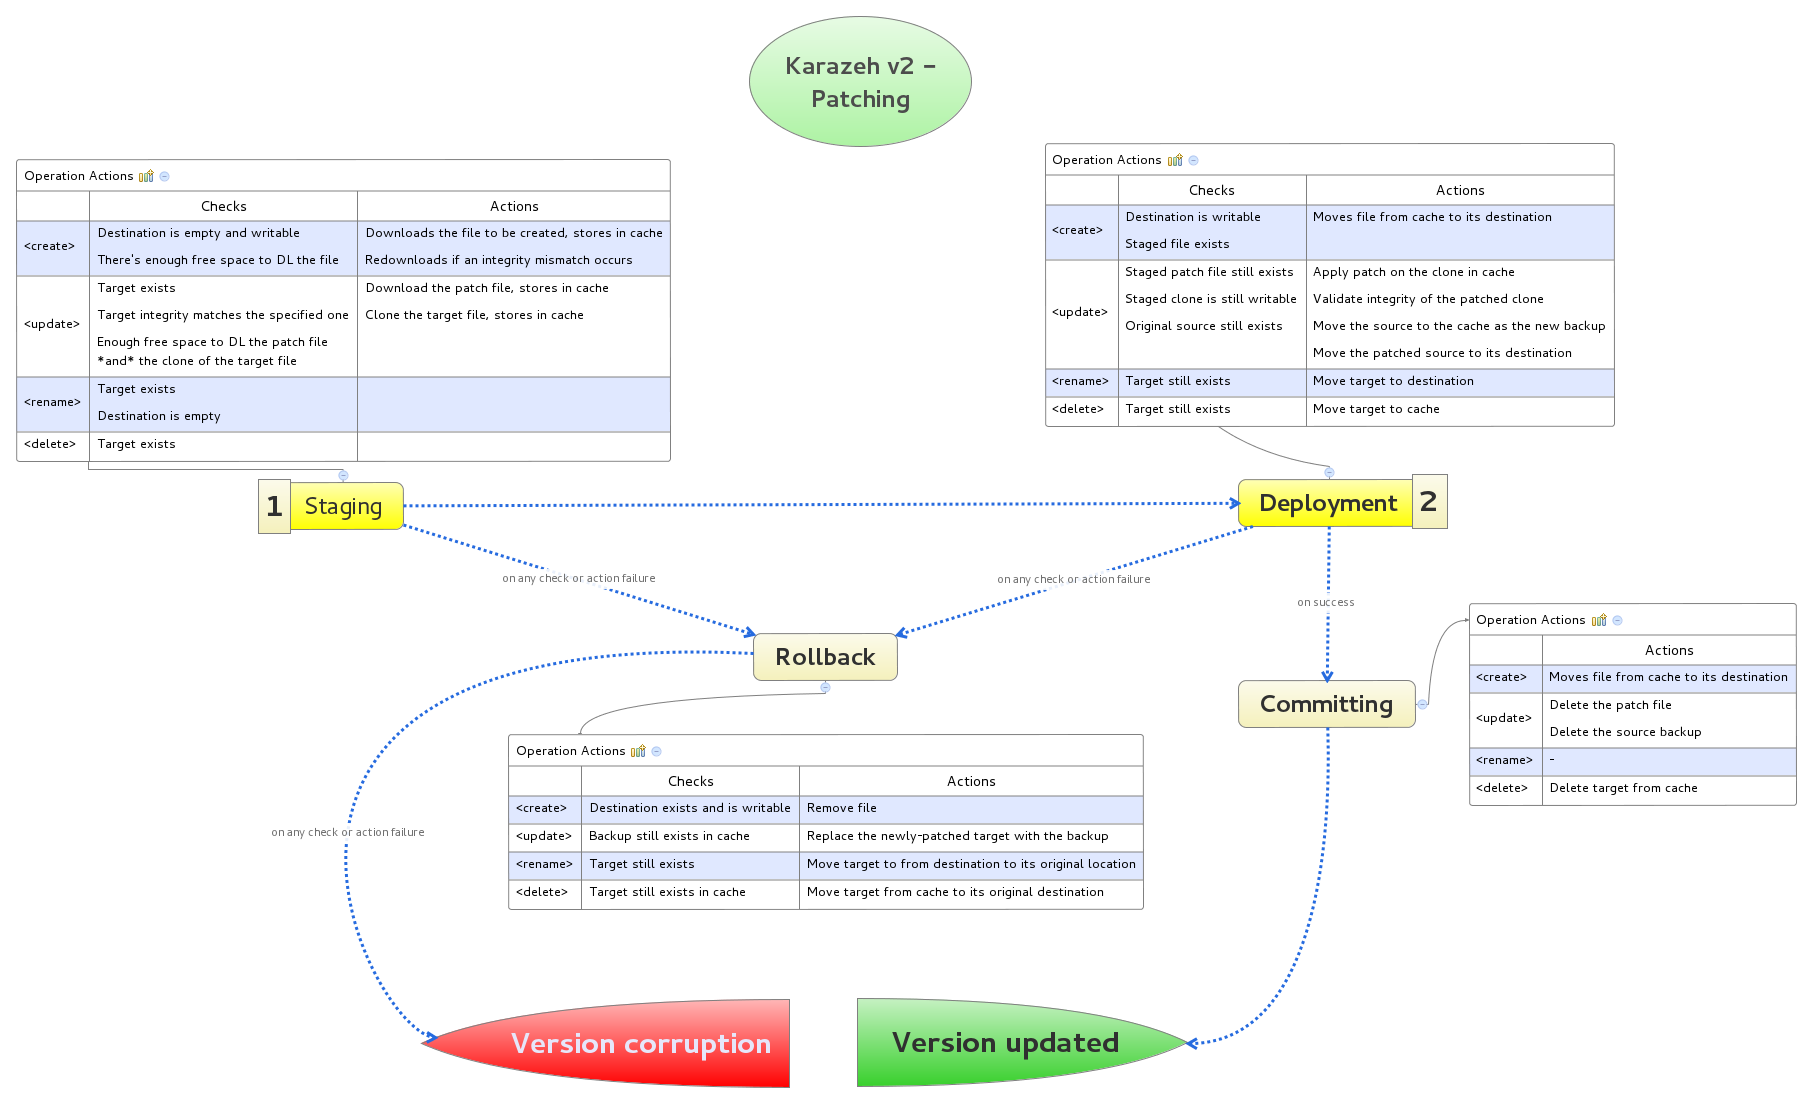 Karazeh v2 -
Patching
Operation Actions
Checks Actions
<create>
Destination is empty and writable
There's enough free space to DL the file
Downloads the file to be created, stores in cache
Redownloads if an integrity mismatch occurs
<update>
Target exists
Target integrity matches the specified one
Enough free space to DL the patch file
*and* the clone of the target file
Download the patch file, stores in cache
Clone the target file, stores in cache
<rename>
Target exists
Destination is empty
<delete>
Target exists
1 Staging
Operation Actions
Checks Actions
<create>
Destination is writable
Staged file exists
Moves file from cache to its destination
<update>
Staged patch file still exists
Staged clone is still writable
Original source still exists
Apply patch on the clone in cache
Validate integrity of the patched clone
Move the source to the cache as the new backup
Move the patched source to its destination
<rename> Target still exists Move target to destination
<delete> Target still exists Move target to cache
Deployment 2
on any check or action failure
on any check or action failure
on success
Rollback
Operation Actions
Checks Actions
<create> Destination exists and is writable Remove file
<update> Backup still exists in cache Replace the newly-patched target with the backup
<rename> Target still exists Move target to from destination to its original location
<delete> Target still exists in cache Move target from cache to its original destination
Committing
Operation Actions
Actions
<create> Moves file from cache to its destination
<update>
Delete the patch file
Delete the source backup
<rename> -
<delete> Delete target from cache
on any check or action failure
Version corruption
Version updated